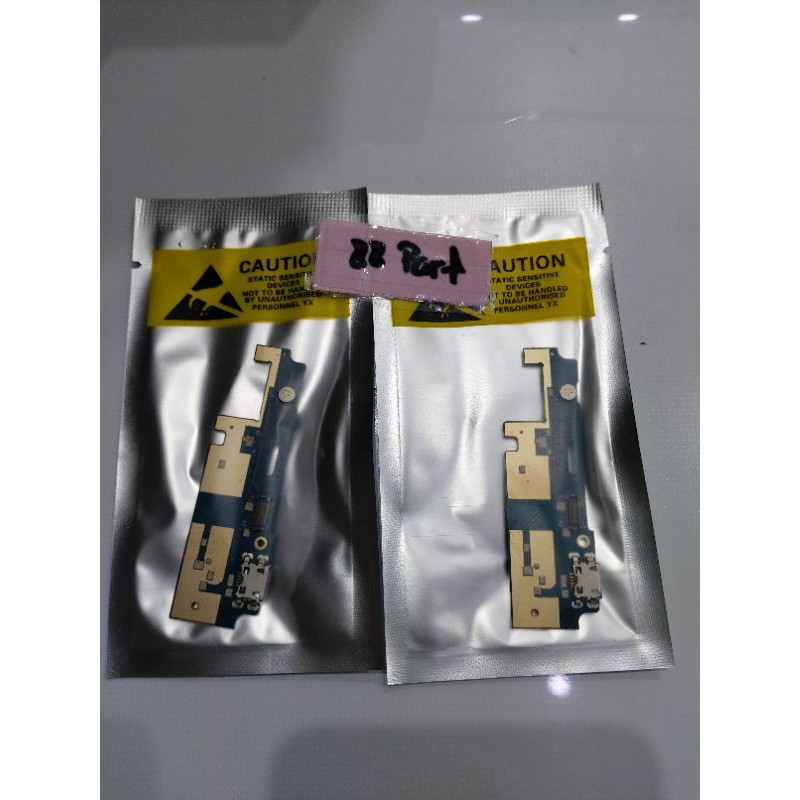 88 Part
CAUTION
STATIC SENSITIVE
DEVICES
NOT TO BE HANDLED
BY UNAUTHORISED
PERSONNEL YX
AUTION
STATIC SENSITIVE
DEVICES
NOT TO BE HANDLED
BY UNAUTHORISED
PERSONNEL YX